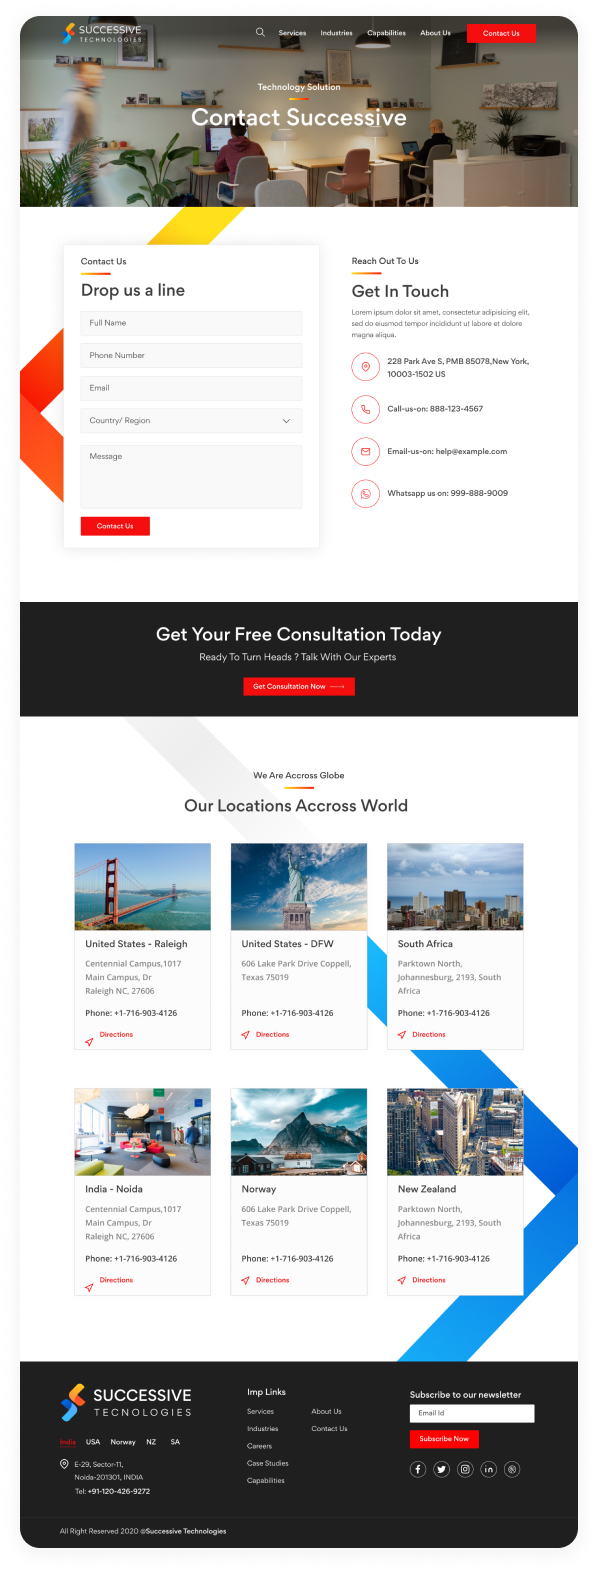 SUCCESSIVE
TECHNOLOGIES
Services
Industries
Capabilities
About Us
Contact Us
Technology Solution
Contact Successive
Contact Us
Drop us a line
Full Name
Phone Number
Email
Country/ Region
Message
Contact Us
Reach Out To Us
Get In Touch
Lorem ipsum dolor sit amet, consectetur adipisicing elit,
sed do eiusmod tempor incididunt ut labore et dolore
magna aliqua.
228 Park Ave S, PMB 85078,New York,
10003-1502 US
Call-us-on: 888-123-4567
Email-us-on: help@example.com
Whatsapp us on: 999-888-9009
Get Your Free Consultation Today
Ready To Turn Heads ? Talk With Our Experts
Get Consultation Now
We Are Accross Globe
Our Locations Accross World
United States - Raleigh
Centennial Campus,1017
Main Campus, Dr
Raleigh NC, 27606
Phone: +1-716-903-4126
Directions
United States - DFW
606 Lake Park Drive Coppell,
Texas 75019
Phone: +1-716-903-4126
Directions
South Africa
Parktown North,
Johannesburg, 2193, South
Africa
Phone: +1-716-903-4126
Directions
India - Noida
Centennial Campus,1017
Main Campus, Dr
Raleigh NC, 27606
Phone: +1-716-903-4126
Directions
Norway
606 Lake Park Drive Coppell,
Texas 75019
Phone: +1-716-903-4126
Directions
New Zealand
Parktown North,
Johannesburg, 2193, South
Africa
Phone: +1-716-903-4126
Directions
SUCCESSIVE
TECNOLOGIES
India USA Norway NZ SA
E-29, Sector-11,
Noida-201301, INDIA
Tel: +91-120-426-9272
Imp Links
Services
Industries
Careers
Case Studies
Capabilities
About Us
Contact Us
Subscribe to our newsletter
Email Id
Subscribe Now
All Right Reserved 2020 @Successive Technologies